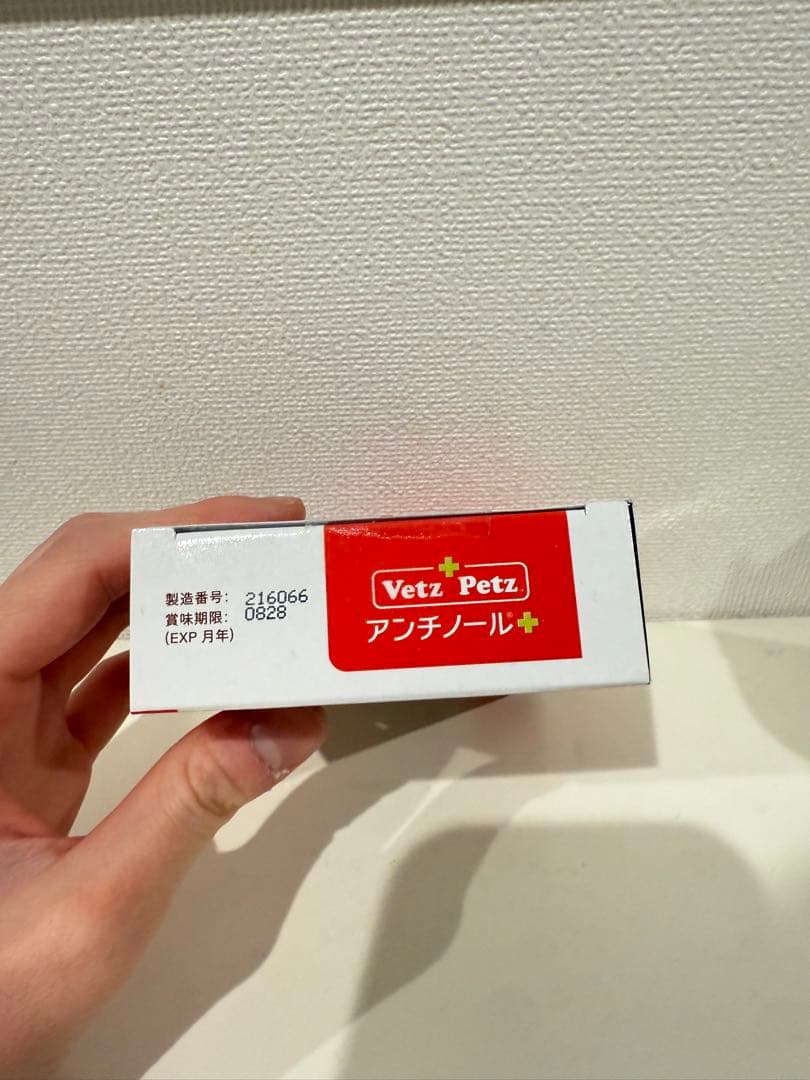 製造番号: 216066
賞味期限: 0828
(EXP 月年)
Vetz Petz
アンチノール®